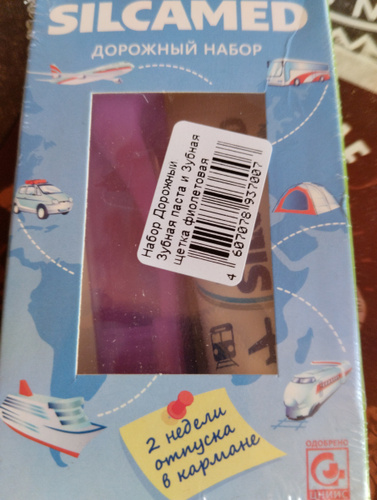 SILCAMED
ДОРОЖНЫЙ НАБОР
Набор Дорожный
Зубная паста и Зубная
щетка фиолетовая
4 607078 937007
2 недели
отпуска
в кармане
ОДОБРЕНО